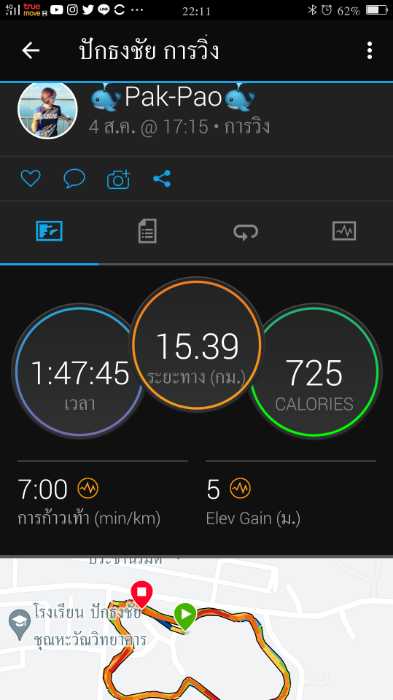 4G true
move H 22:11 62%
ปักธงชัย การวิ่ง
Pak-Pao
4 ส.ค. @ 17:15 • การวิ่ง
1:47:45
เวลา
15.39
ระยะทาง (กม.)
725
CALORIES
7:00
การก้าวเท้า (min/km)
5
Elev Gain (ม.)
โรงเรียน ปักธงชัย
ชุณหะวัณวิทยาคาร